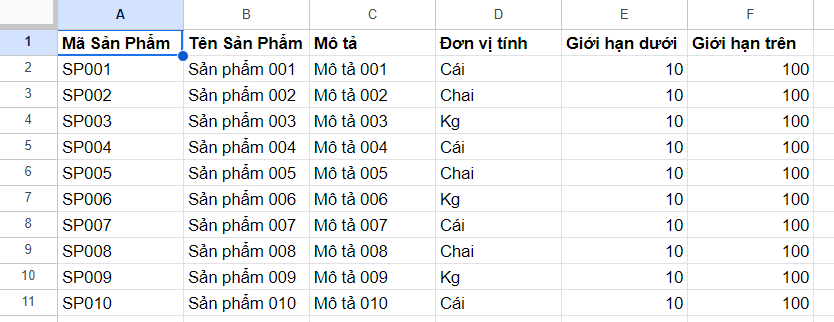 A B C D E F
1 Mã Sản Phẩm Tên Sản Phẩm Mô tả Đơn vị tính Giới hạn dưới Giới hạn trên
2 SP001 Sản phẩm 001 Mô tả 001 Cái 10 100
3 SP002 Sản phẩm 002 Mô tả 002 Chai 10 100
4 SP003 Sản phẩm 003 Mô tả 003 Kg 10 100
5 SP004 Sản phẩm 004 Mô tả 004 Cái 10 100
6 SP005 Sản phẩm 005 Mô tả 005 Chai 10 100
7 SP006 Sản phẩm 006 Mô tả 006 Kg 10 100
8 SP007 Sản phẩm 007 Mô tả 007 Cái 10 100
9 SP008 Sản phẩm 008 Mô tả 008 Chai 10 100
10 SP009 Sản phẩm 009 Mô tả 009 Kg 10 100
11 SP010 Sản phẩm 010 Mô tả 010 Cái 10 100